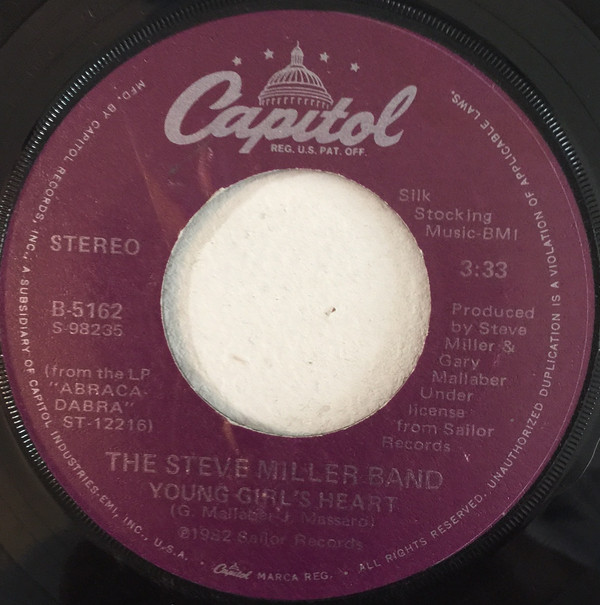 Capitol
REG. U.S. PAT. OFF.
MFD. BY CAPITOL RECORDS, INC., A SUBSIDIARY OF CAPITOL INDUSTRIES-EMI, INC., U.S.A. • Capitol MARCA REG. • ALL RIGHTS RESERVED. UNAUTHORIZED DUPLICATION IS A VIOLATION OF APPLICABLE LAWS.
STEREO
B-5162
S-98235
(from the LP
"ABRACA-
DABRA"
ST-12216)
Silk
Stocking
Music-BMI
3:33
Produced
by Steve
Miller &
Gary
Mallaber
Under
license
from Sailor
Records
THE STEVE MILLER BAND
YOUNG GIRL'S HEART
(G. Mallaber-J. Massaro)
℗1982 Sailor Records